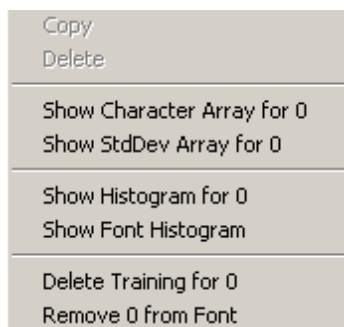 Copy
Delete
Show Character Array for 0
Show StdDev Array for 0
Show Histogram for 0
Show Font Histogram
Delete Training for 0
Remove 0 from Font